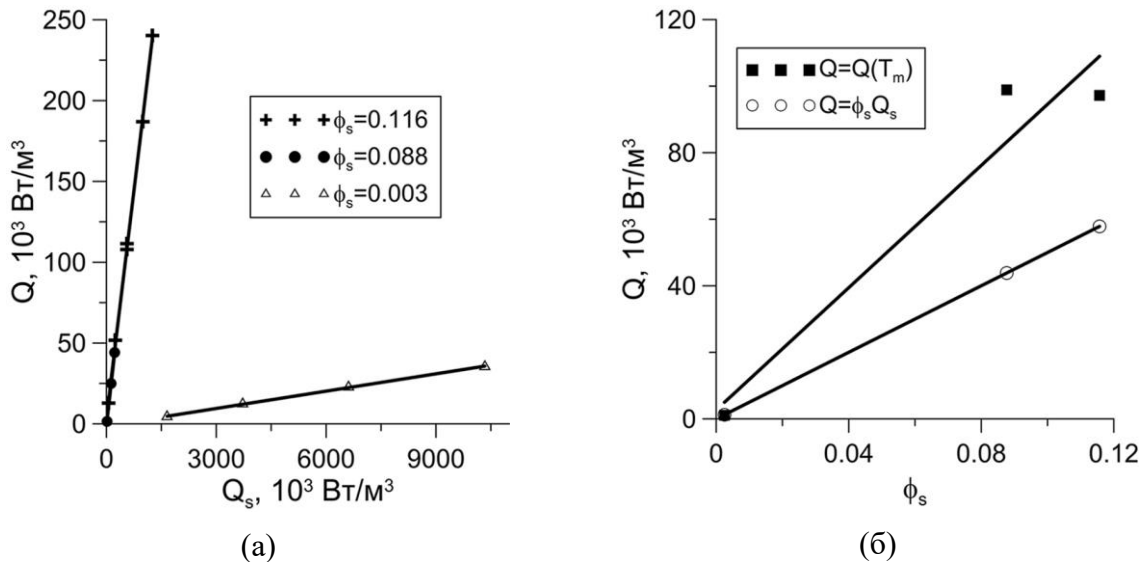 250
200
150
100
50
0
Q, 10³ Вт/м³
ϕₛ=0.116
ϕₛ=0.088
ϕₛ=0.003
0 3000 6000 9000
Qₛ, 10³ Вт/м³
(а)
120
80
40
0
Q, 10³ Вт/м³
Q=Q(Tₘ)
Q=ϕₛQₛ
0 0.04 0.08 0.12
ϕₛ
(б)